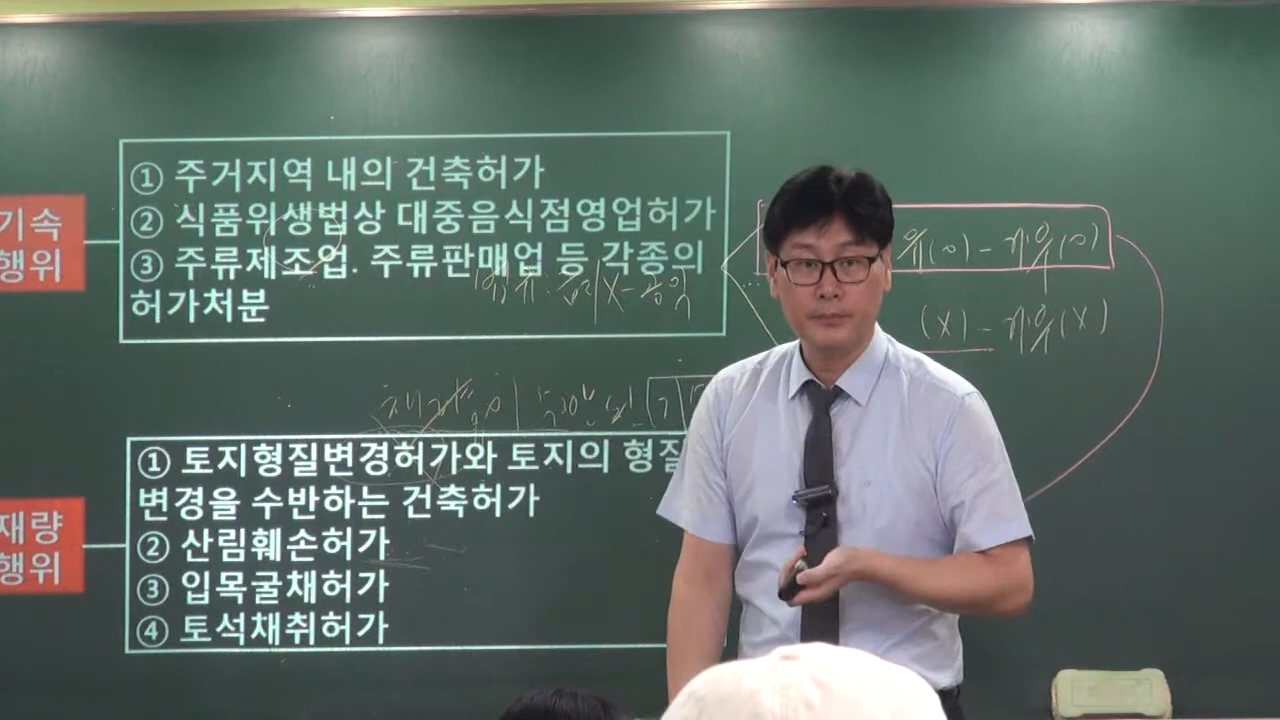 기속
행위
① 주거지역 내의 건축허가
② 식품위생법상 대중음식점영업허가
③ 주류제조업. 주류판매업 등 각종의
허가처분
재량
행위
① 토지형질변경허가와 토지의 형질
변경을 수반하는 건축허가
② 산림훼손허가
③ 입목굴채허가
④ 토석채취허가